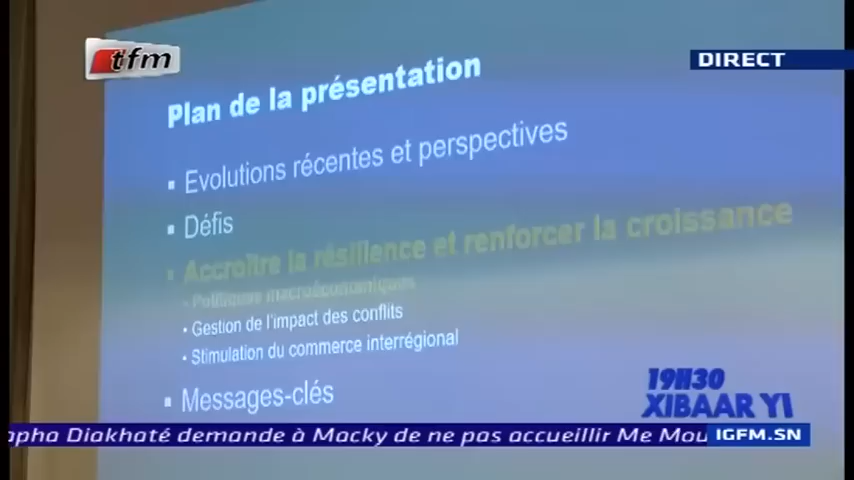 tfm
DIRECT
Plan de la présentation
▪ Evolutions récentes et perspectives
▪ Défis
▪ Accroître la résilience et renforcer la croissance
• Politiques macroéconomiques
• Gestion de l'impact des conflits
• Stimulation du commerce interrégional
▪ Messages-clés
19H30
XIBAAR YI
apha Diakhaté demande à Macky de ne pas accueillir Me Mou
IGFM.SN